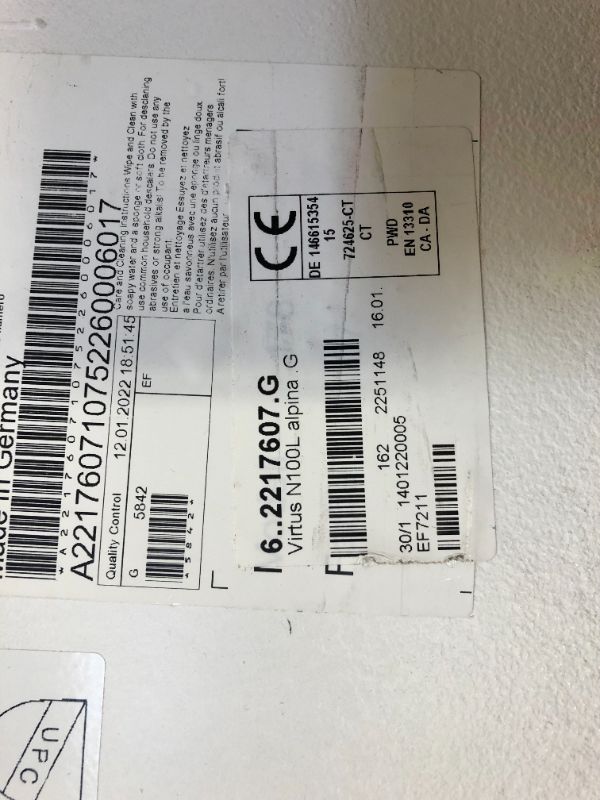 Made in Germany
*A2217607107522600060 17*
A221760710752260006017
Quality Control 12.01.2022 18:51:45
G 5842 EF
*5842*
Care and Cleaning Instructions Wipe and Clean with
soapy water and a sponge or soft cloth. For descaling
use common household descalers. Do not use any
abrasives or strong alkalis. To be removed by the
use of occupant.
Entretien et nettoyage Essuyez et nettoyez
à l'eau savonneus avec une éponge ou linge doux.
Pour détartrer utilisez des détartreurs ménagers
ordinaires. N'utilisez aucun produit abrasif ou alcali fort!
A retirer par l'utilisateur
6..2217607.G
Virtus N100L alpina .G
F
162 2251148 16.01.
30/1 1401220005
EF7211
CE
DE 146615354
15
724625-CT
CT
PWD
EN 13310
CA - DA
UPC